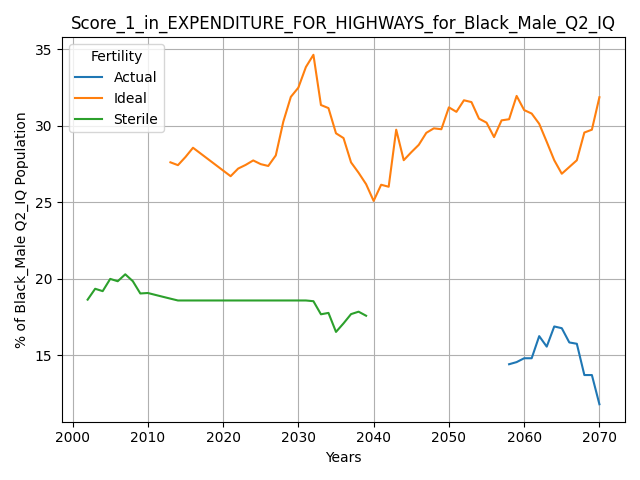 Score_1_in_EXPENDITURE_FOR_HIGHWAYS_for_Black_Male_Q2_IQ
Fertility
Actual
Ideal
Sterile
% of Black_Male Q2_IQ Population
35
30
25
20
15
2000 2010 2020 2030 2040 2050 2060 2070
Years